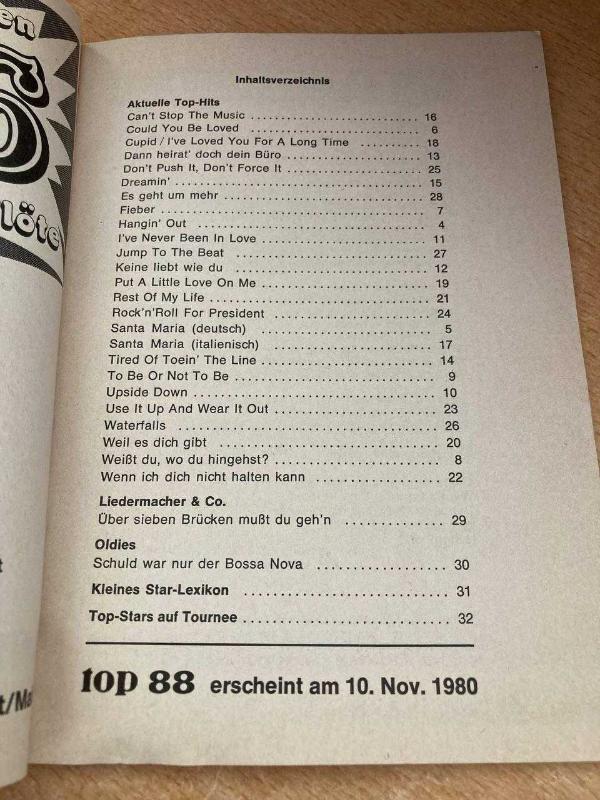 en
5
löte
Inhaltsverzeichnis
Aktuelle Top-Hits
Can't Stop The Music ........................ 16
Could You Be Loved ........................ 6
Cupid / I've Loved You For A Long Time ......... 18
Dann heirat' doch dein Büro ................... 13
Don't Push It, Don't Force It ................... 25
Dreamin' ................................... 15
Es geht um mehr ............................ 28
Fieber ..................................... 7
Hangin' Out ................................ 4
I've Never Been In Love ....................... 11
Jump To The Beat .......................... 27
Keine liebt wie du ........................... 12
Put A Little Love On Me ....................... 19
Rest Of My Life .............................. 21
Rock'n'Roll For President ..................... 24
Santa Maria (deutsch) ....................... 5
Santa Maria (italienisch) ..................... 17
Tired Of Toein' The Line ....................... 14
To Be Or Not To Be ........................... 9
Upside Down ................................ 10
Use It Up And Wear It Out ..................... 23
Waterfalls .................................. 26
Weil es dich gibt ............................ 20
Weißt du, wo du hingehst? ..................... 8
Wenn ich dich nicht halten kann ............... 22
Liedermacher & Co.
Über sieben Brücken mußt du geh'n ............ 29
Oldies
Schuld war nur der Bossa Nova ................ 30
Kleines Star-Lexikon ......................... 31
Top-Stars auf Tournee ........................ 32
top 88 erscheint am 10. Nov. 1980
t
t/Ma